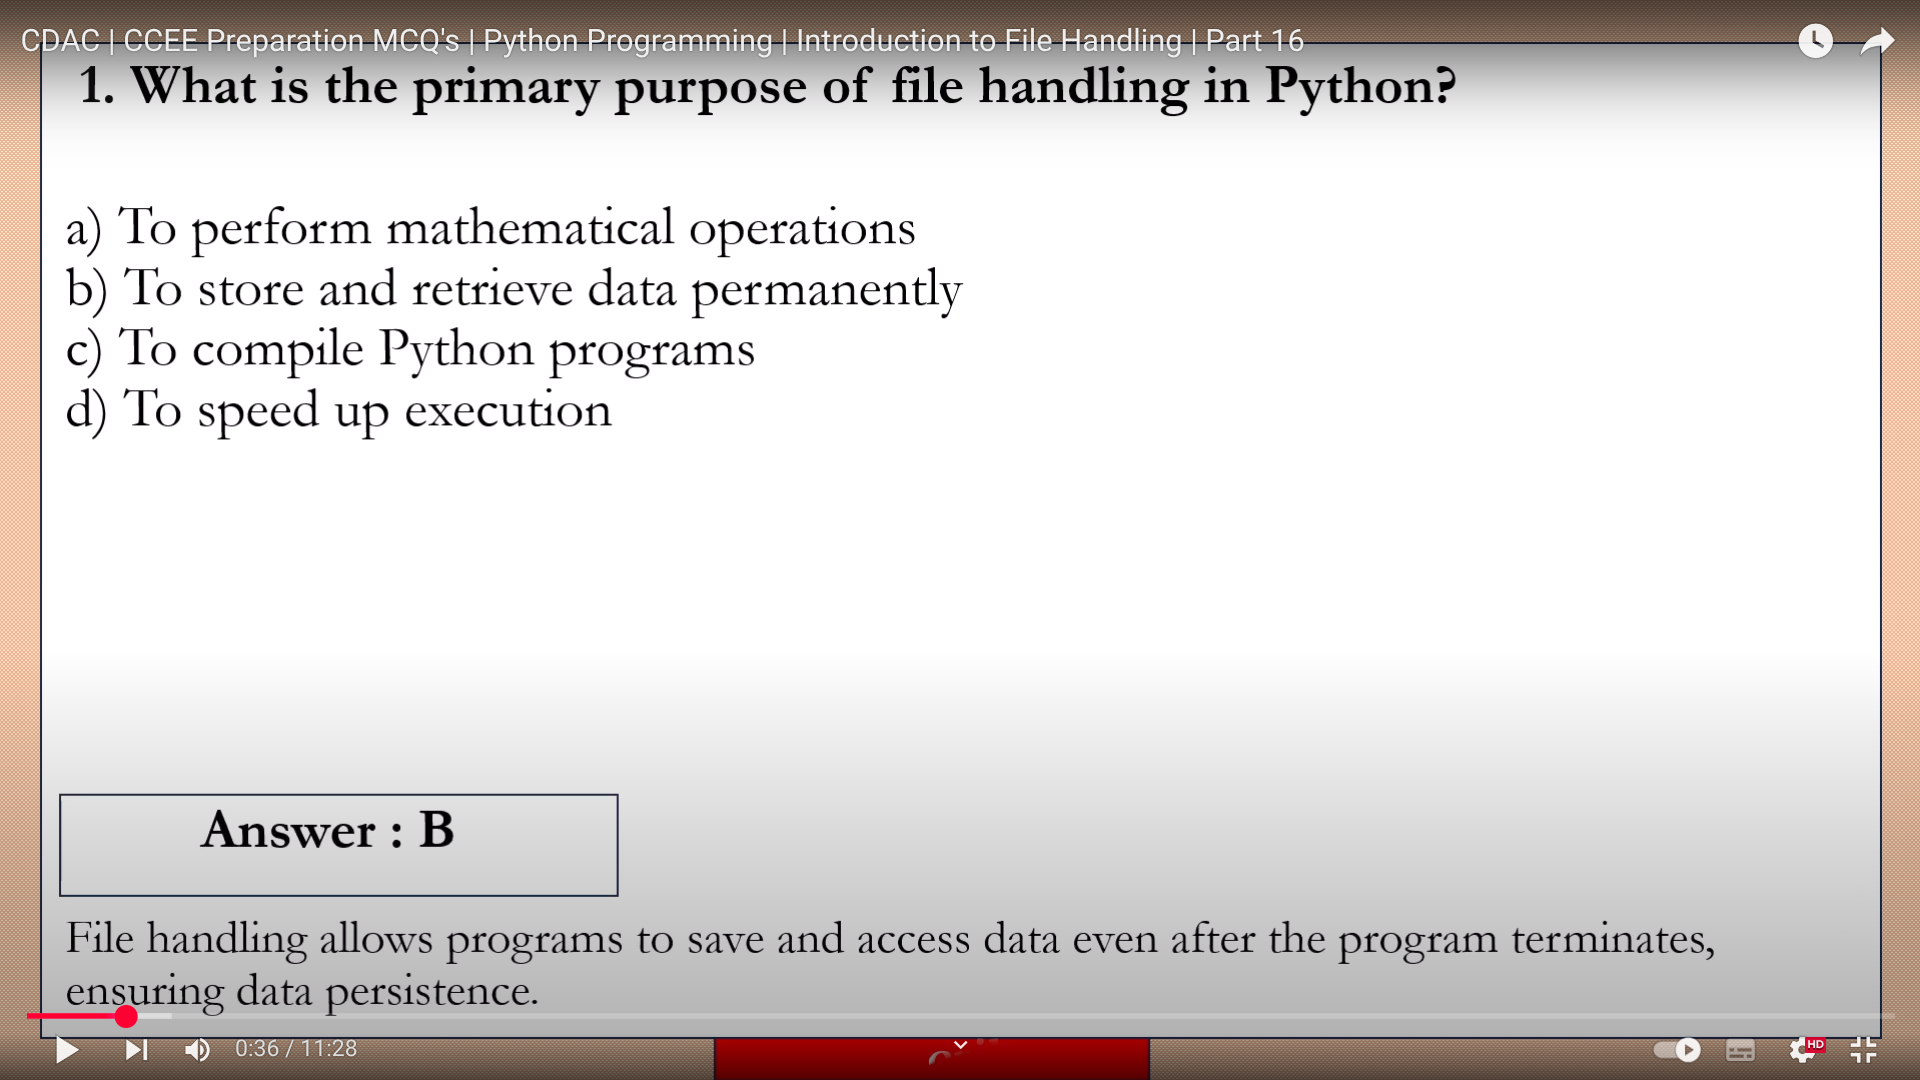 CDAC | CCEE Preparation MCQ's | Python Programming | Introduction to File Handling | Part 16
1. What is the primary purpose of file handling in Python?
a) To perform mathematical operations
b) To store and retrieve data permanently
c) To compile Python programs
d) To speed up execution
Answer : B
File handling allows programs to save and access data even after the program terminates,
ensuring data persistence.
0:36 / 11:28
HD